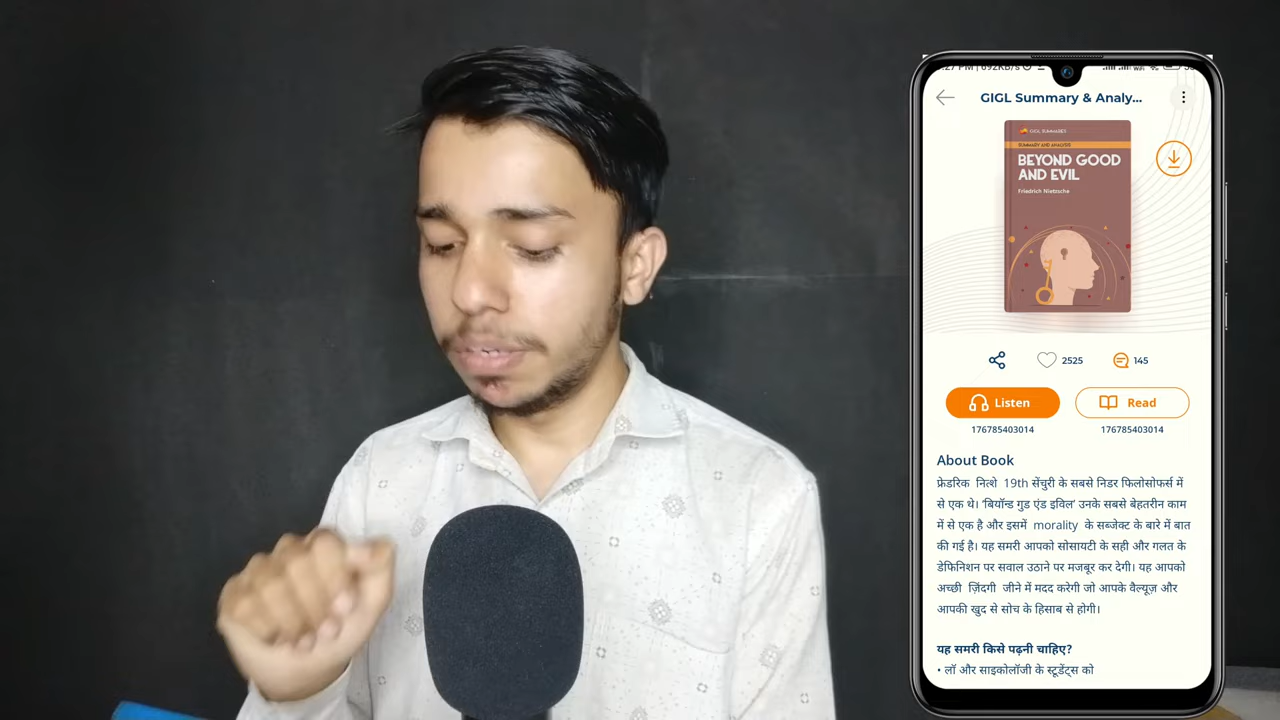 GIGL Summary & Analy...
GIGL SUMMARIES
SUMMARY AND ANALYSIS
BEYOND GOOD
AND EVIL
Friedrich Nietzsche
2525
145
Listen
Read
176785403014
176785403014
About Book
फ्रेडरिक नित्शे 19th सेंचुरी के सबसे निडर फिलोसोफर्स में
से एक थे। ‘बियॉन्ड गुड एंड इविल’ उनके सबसे बेहतरीन काम
में से एक है और इसमें morality के सब्जेक्ट के बारे में बात
की गई है। यह समरी आपको सोसायटी के सही और गलत के
डेफिनिशन पर सवाल उठाने पर मजबूर कर देगी। यह आपको
अच्छी ज़िंदगी जीने में मदद करेगी जो आपके वैल्यूज़ और
आपकी खुद से सोच के हिसाब से होगी।
यह समरी किसे पढ़नी चाहिए?
• लॉ और साइकोलॉजी के स्टूडेंट्स को